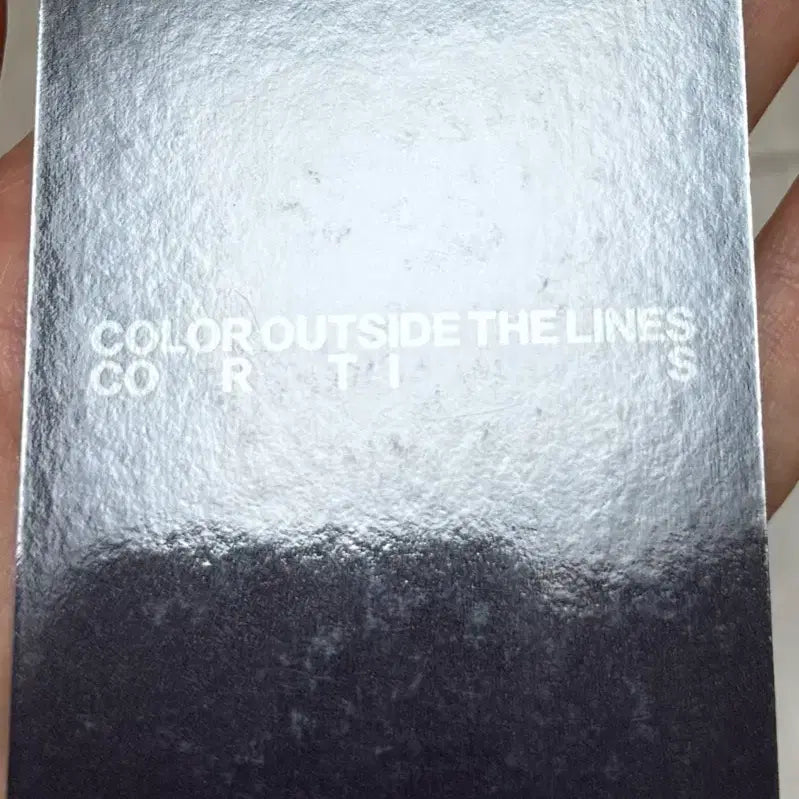 COLOR OUTSIDE THE LINES
CO R T I S